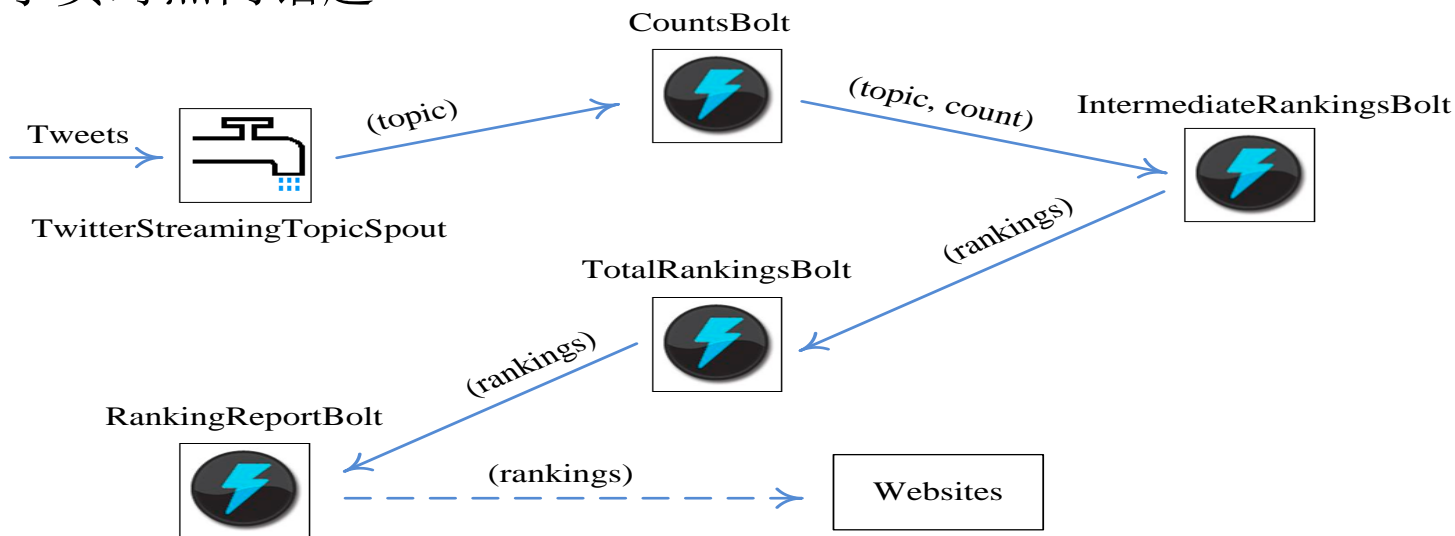 CountsBolt
(topic, count)
IntermediateRankingsBolt
Tweets
(topic)
TwitterStreamingTopicSpout
(rankings)
TotalRankingsBolt
(rankings)
RankingReportBolt
(rankings)
Websites